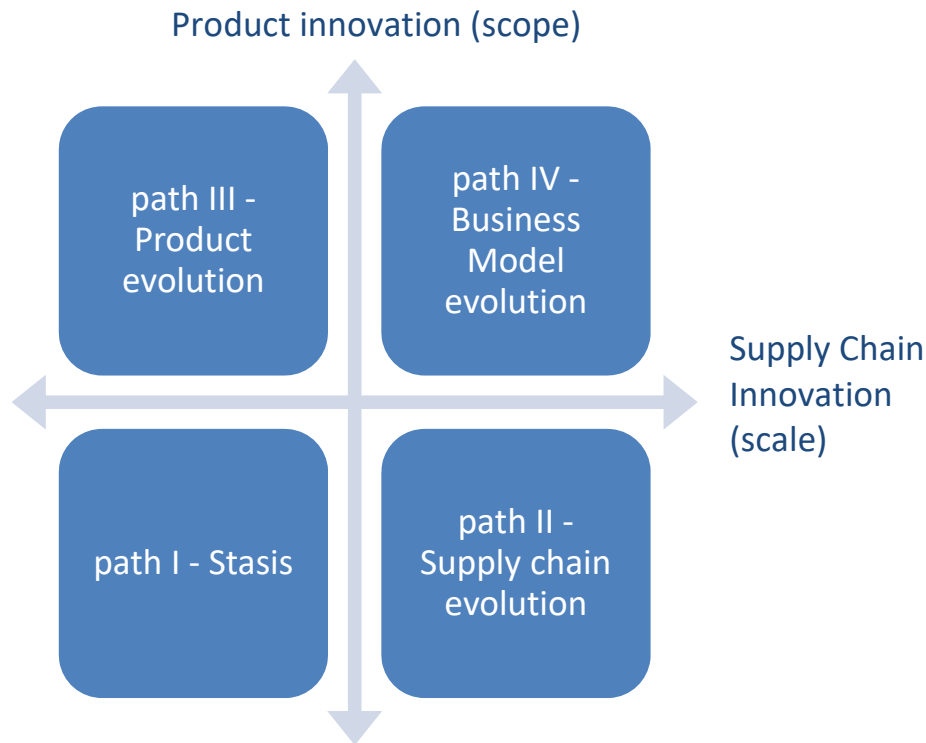 Product innovation (scope)
path III -
Product
evolution
path IV -
Business
Model
evolution
Supply Chain
Innovation
(scale)
path I - Stasis
path II -
Supply chain
evolution